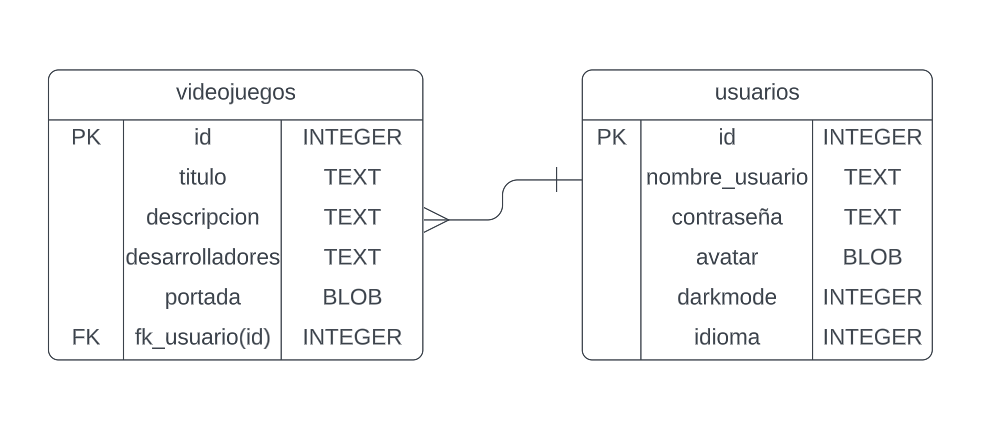 videojuegos
PK id INTEGER
titulo TEXT
descripcion TEXT
desarrolladores TEXT
portada BLOB
FK fk_usuario(id) INTEGER
usuarios
PK id INTEGER
nombre_usuario TEXT
contraseña TEXT
avatar BLOB
darkmode INTEGER
idioma INTEGER